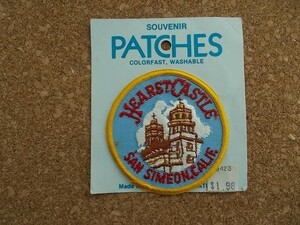 SOUVENIR
PATCHES
COLORFAST, WASHABLE
HEARST CASTLE
SAN SIMEON, CALIF.
Made
$1.98